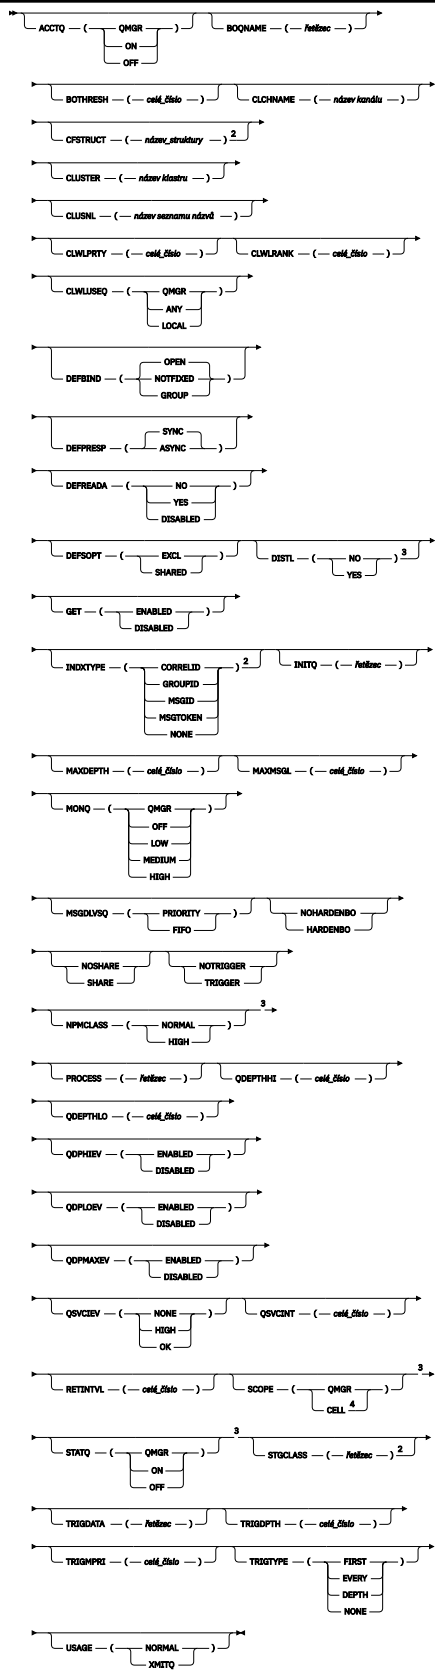 ACCTQ ( QMGR ) BOQNAME ( řetězec )
ON
OFF
BOTHRESH ( celé_číslo ) CLCHNAME ( název kanálu )
CFSTRUCT ( název_struktury ) 2
CLUSTER ( název klastru )
CLUSNL ( název seznamu názvů )
CLWLPRTY ( celé_číslo ) CLWLRANK ( celé_číslo )
CLWLUSEQ ( QMGR )
ANY
LOCAL
OPEN
DEFBIND ( NOTFIXED )
GROUP
SYNC
DEFPRESP ( ASYNC )
DEFREADA ( NO )
YES
DISABLED
DEFSOPT ( EXCL ) DISTL ( NO ) 3
SHARED YES
GET ( ENABLED )
DISABLED
INDXTYPE ( CORRELID ) 2 INITQ ( řetězec )
GROUPID
MSGID
MSGTOKEN
NONE
MAXDEPTH ( celé_číslo ) MAXMSGL ( celé_číslo )
MONQ ( QMGR )
OFF
LOW
MEDIUM
HIGH
MSGDLVSQ ( PRIORITY ) NOHARDENBO
FIFO HARDENBO
NOSHARE NOTRIGGER
SHARE TRIGGER
3
NPMCLASS ( NORMAL )
HIGH
PROCESS ( řetězec ) QDEPTHHI ( celé_číslo )
QDEPTHLO ( celé_číslo )
QDPHIEV ( ENABLED )
DISABLED
QDPLOEV ( ENABLED )
DISABLED
QDPMAXEV ( ENABLED )
DISABLED
QSVCIEV ( NONE ) QSVCINT ( celé_číslo )
HIGH
OK
3
RETINTVL ( celé_číslo ) SCOPE ( QMGR )
CELL 4
3
STATQ ( QMGR ) STGCLASS ( řetězec ) 2
ON
OFF
TRIGDATA ( řetězec ) TRIGDPTH ( celé_číslo )
TRIGMPRI ( celé_číslo ) TRIGTYPE ( FIRST )
EVERY
DEPTH
NONE
USAGE ( NORMAL )
XMITQ